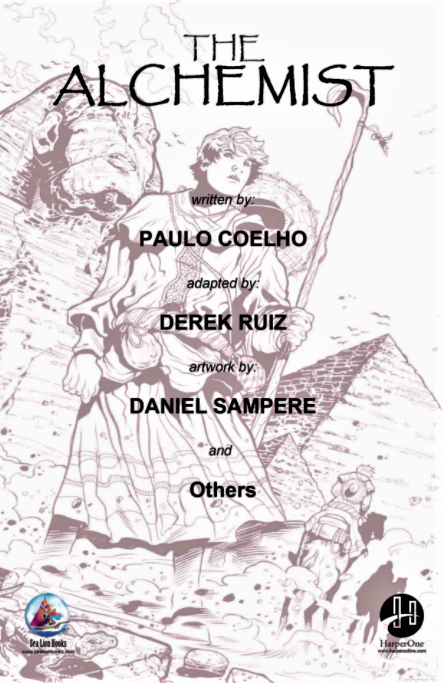 THE
ALCHEMIST
written by:
PAULO COELHO
adapted by:
DEREK RUIZ
artwork by:
DANIEL SAMPERE
and
Others
Sea Lion Books
HarperOne